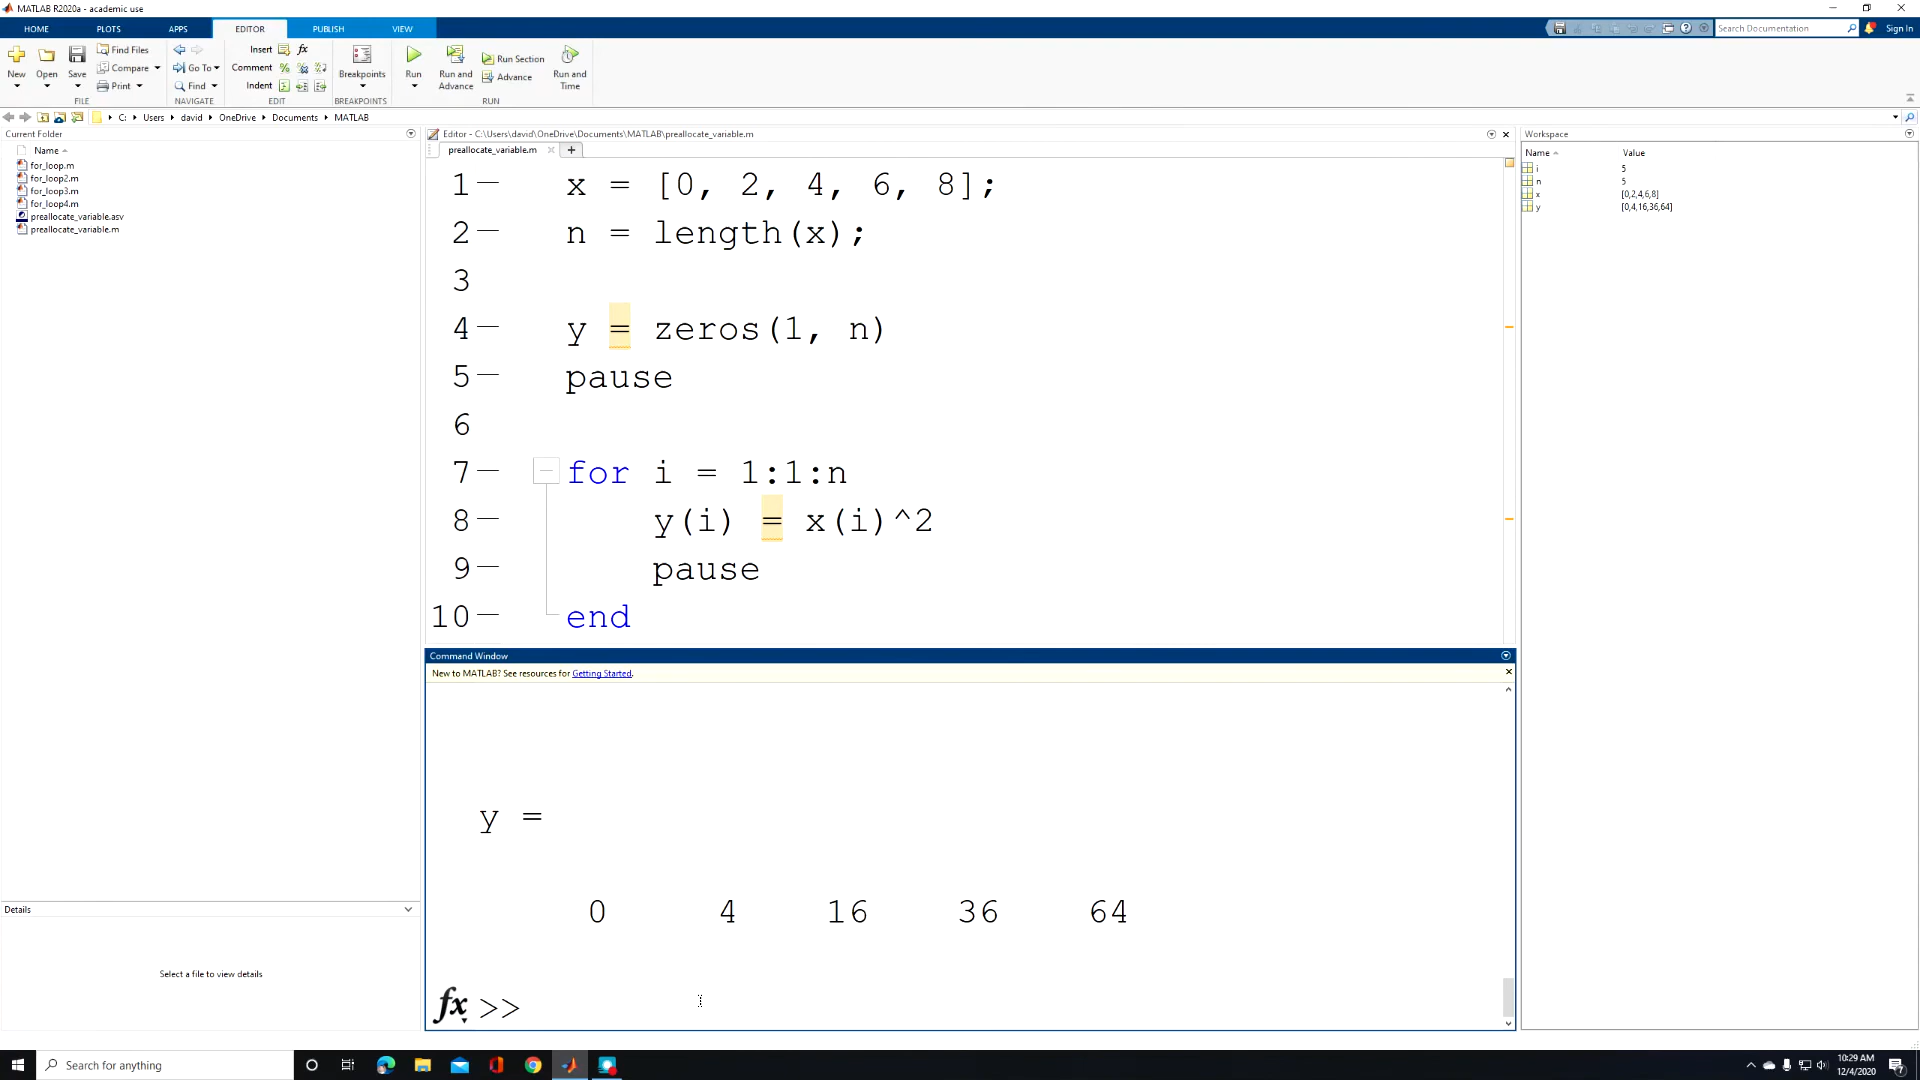 MATLAB R2020a - academic use
HOME PLOTS APPS EDITOR PUBLISH VIEW
Search Documentation Sign In
New Open Save Find Files Compare Print
Go To Find
Insert fx Comment % Indent
Breakpoints Run Run and Advance Run Section Advance Run and Time
FILE NAVIGATE EDIT BREAKPOINTS RUN
C: Users david OneDrive Documents MATLAB
Current Folder
Name
for_loop.m
for_loop2.m
for_loop3.m
for_loop4.m
preallocate_variable.asv
preallocate_variable.m
Details
Select a file to view details
Editor - C:\Users\david\OneDrive\Documents\MATLAB\preallocate_variable.m
preallocate_variable.m
1 x = [0, 2, 4, 6, 8];
2 n = length(x);
3
4 y = zeros(1, n)
5 pause
6
7 for i = 1:1:n
8 y(i) = x(i)^2
9 pause
10 end
Command Window
New to MATLAB? See resources for Getting Started.
y =
0 4 16 36 64
fx >>
Workspace
Name Value
i 5
n 5
x [0,2,4,6,8]
y [0,4,16,36,64]
Search for anything
10:29 AM
12/4/2020